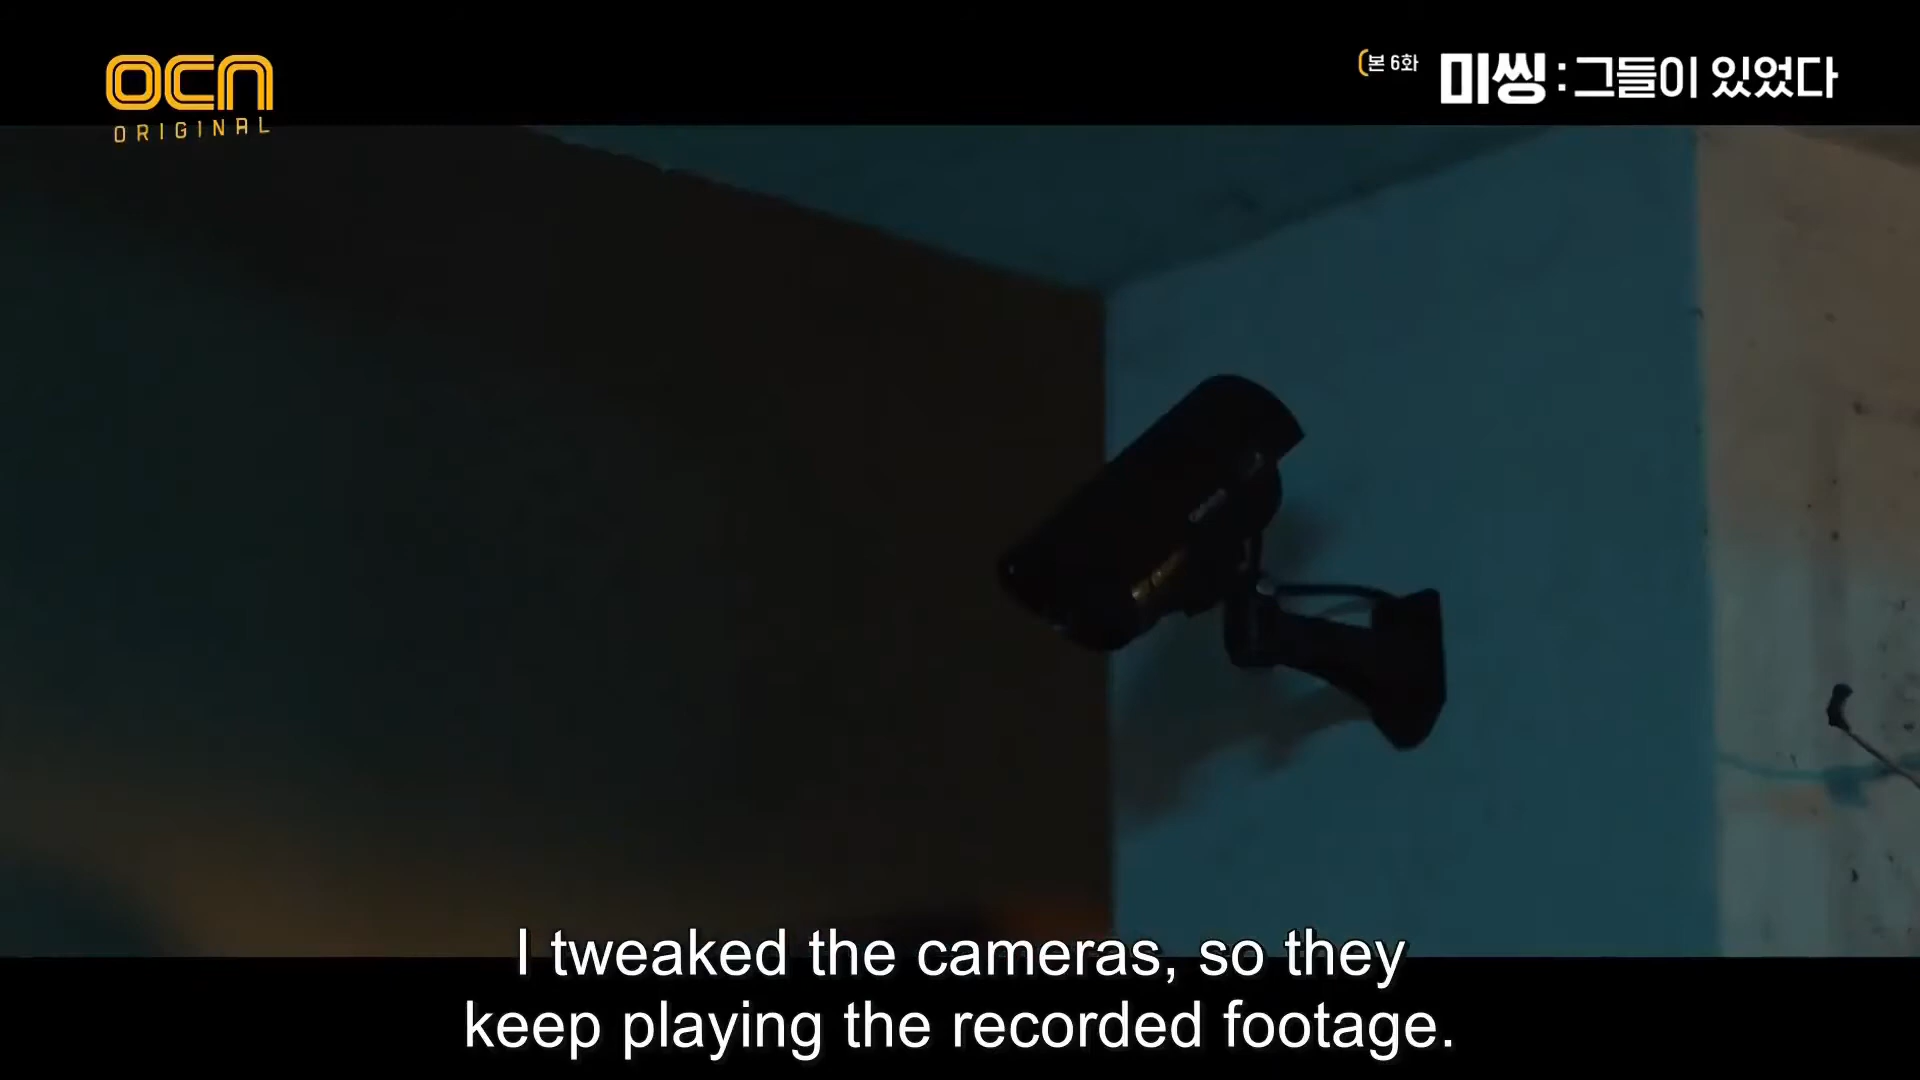 OCN
ORIGINAL
본 6화
미씽 : 그들이 있었다
I tweaked the cameras, so they
keep playing the recorded footage.